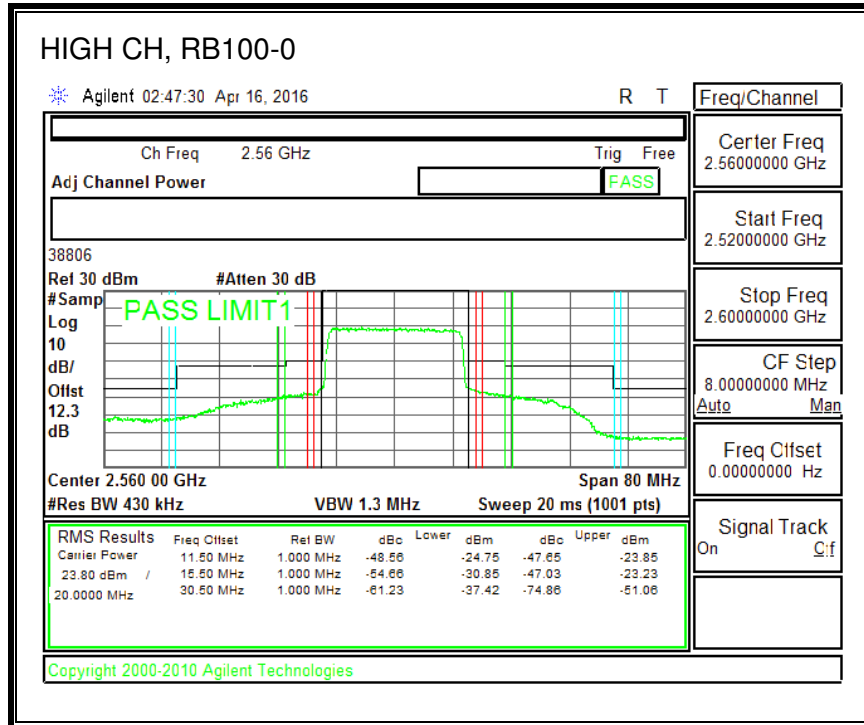 HIGH CH, RB100-0
Agilent 02:47:30 Apr 16, 2016 R T
Freq/Channel
Ch Freq 2.56 GHz Trig Free
Adj Channel Power PASS
Center Freq
2.56000000 GHz
Start Freq
2.52000000 GHz
Stop Freq
2.60000000 GHz
CF Step
8.00000000 MHz
Auto Man
Freq Offset
0.00000000 Hz
Signal Track
On Off
38806
Ref 30 dBm #Atten 30 dB
#Samp
Log
10
dB/
Offst
12.3
dB
PASS LIMIT1
Center 2.560 00 GHz Span 80 MHz
#Res BW 430 kHz VBW 1.3 MHz Sweep 20 ms (1001 pts)
RMS Results Freq Offset Ref BW dBc Lower dBm dBc Upper dBm
Carrier Power 11.50 MHz 1.000 MHz -48.56 -24.75 -47.65 -23.85
23.80 dBm / 15.50 MHz 1.000 MHz -54.66 -30.85 -47.03 -23.23
20.0000 MHz 30.50 MHz 1.000 MHz -61.23 -37.42 -74.86 -51.06
Copyright 2000-2010 Agilent Technologies